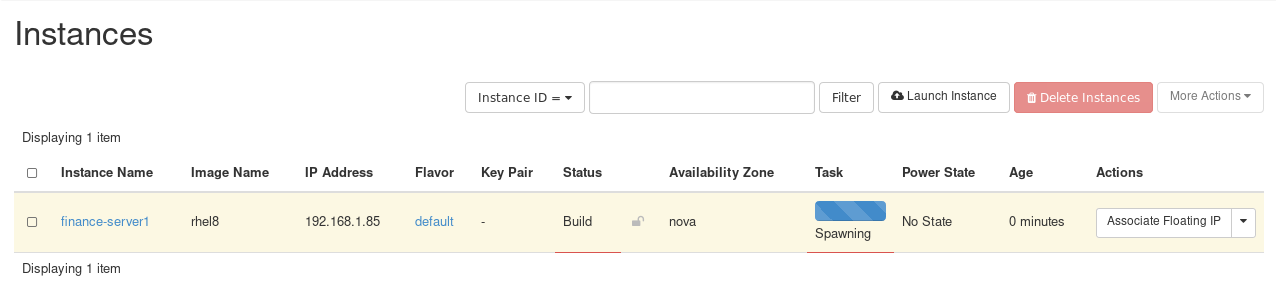 Instances
Instance ID = Filter Launch Instance Delete Instances More Actions
Displaying 1 item
Instance Name Image Name IP Address Flavor Key Pair Status Availability Zone Task Power State Age Actions
finance-server1 rhel8 192.168.1.85 default - Build nova Spawning No State 0 minutes Associate Floating IP
Displaying 1 item